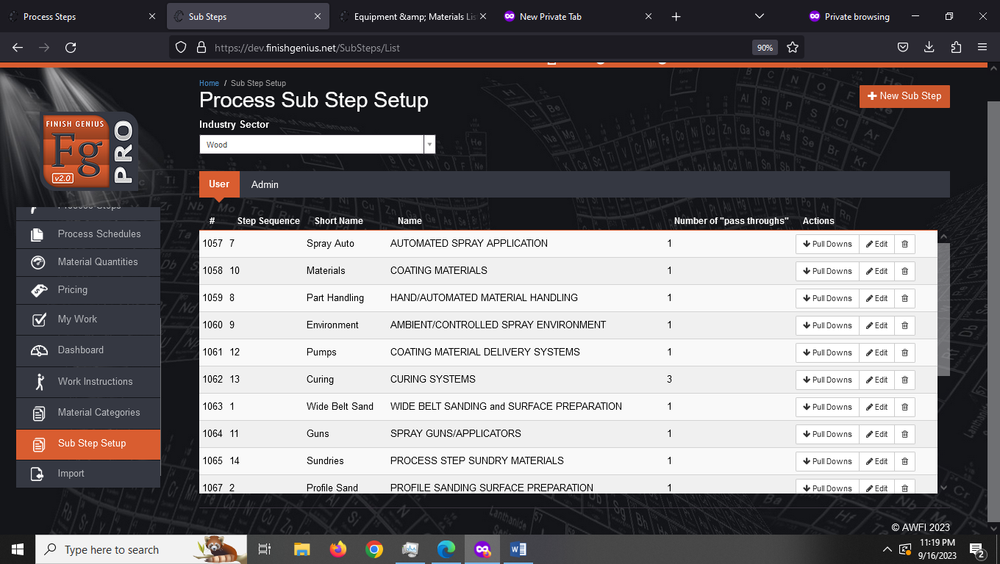 Process Steps
Sub Steps
Equipment &amp; Materials Lis
New Private Tab
Private browsing
https://dev.finishgenius.net/SubSteps/List
90%
Home / Sub Step Setup
Process Sub Step Setup
New Sub Step
Industry Sector
Wood
FINISH GENIUS
Fg
PRO
v2.0
User
Admin
Process Steps
Process Schedules
Material Quantities
Pricing
My Work
Dashboard
Work Instructions
Material Categories
Sub Step Setup
Import
# Step Sequence Short Name Name Number of "pass throughs" Actions
1057 7 Spray Auto AUTOMATED SPRAY APPLICATION 1 Pull Downs Edit
1058 10 Materials COATING MATERIALS 1 Pull Downs Edit
1059 8 Part Handling HAND/AUTOMATED MATERIAL HANDLING 1 Pull Downs Edit
1060 9 Environment AMBIENT/CONTROLLED SPRAY ENVIRONMENT 1 Pull Downs Edit
1061 12 Pumps COATING MATERIAL DELIVERY SYSTEMS 1 Pull Downs Edit
1062 13 Curing CURING SYSTEMS 3 Pull Downs Edit
1063 1 Wide Belt Sand WIDE BELT SANDING and SURFACE PREPARATION 1 Pull Downs Edit
1064 11 Guns SPRAY GUNS/APPLICATORS 1 Pull Downs Edit
1065 14 Sundries PROCESS STEP SUNDRY MATERIALS 1 Pull Downs Edit
1067 2 Profile Sand PROFILE SANDING SURFACE PREPARATION 1 Pull Downs Edit
© AWFI 2023
Type here to search
11:19 PM
9/16/2023
2